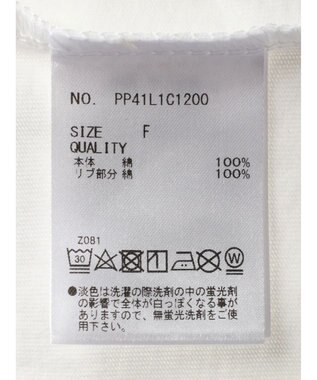 NO. PP41L1C1200
SIZE F
QUALITY
本体 綿 100%
リブ部分 綿 100%
Z081
30 W
●淡色は洗濯の際洗剤の中の蛍光剤
の影響で全体が白っぽくなる事が
ありますので、無蛍光洗剤をご使
用下さい。